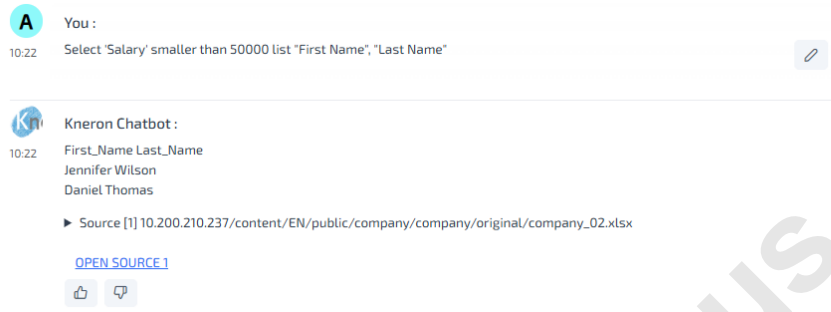 A
You :
10:22
Select 'Salary' smaller than 50000 list "First Name", "Last Name"
Kn
Kneron Chatbot :
10:22
First_Name Last_Name
Jennifer Wilson
Daniel Thomas
▶ Source [1] 10.200.210.237/content/EN/public/company/company/original/company_02.xlsx
OPEN SOURCE 1
us